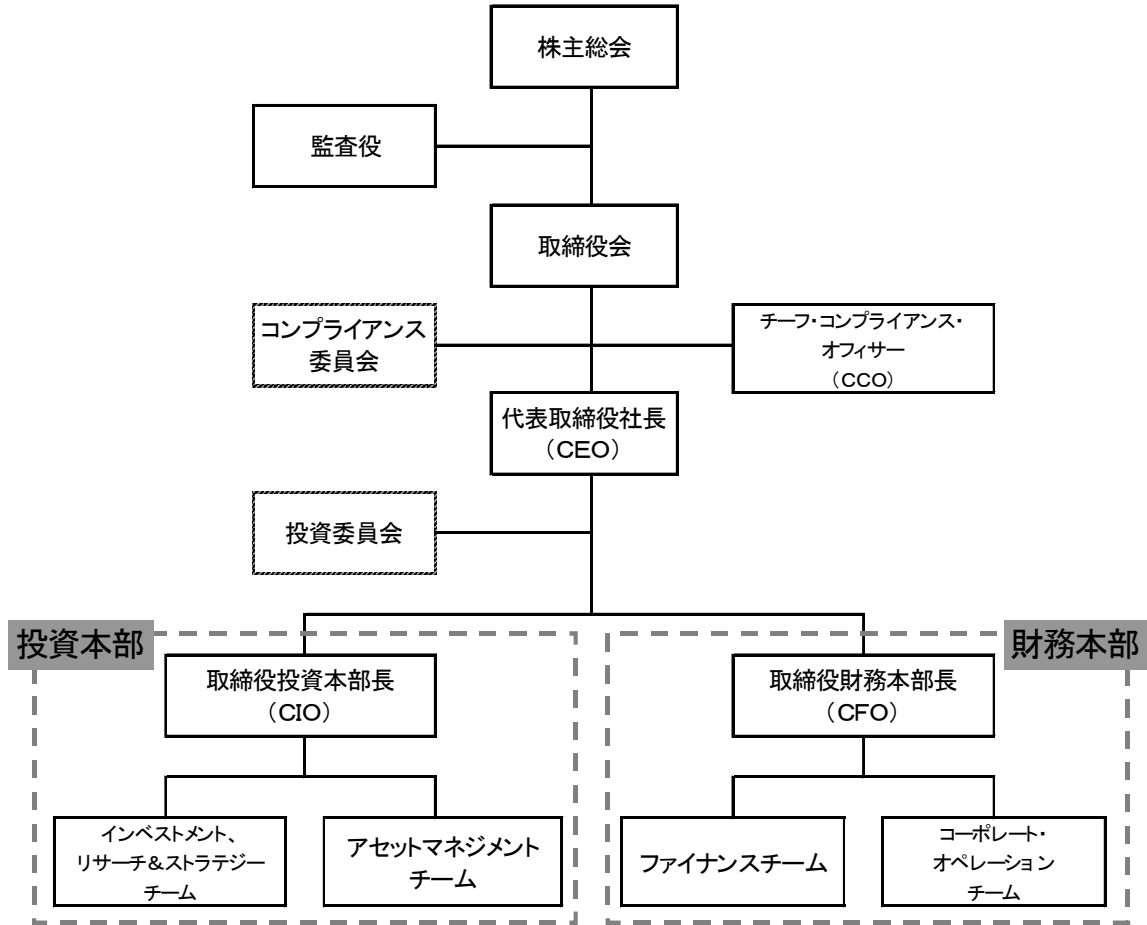 株主総会
監査役
取締役会
コンプライアンス
委員会
チーフ・コンプライアンス・
オフィサー
（CCO）
代表取締役社長
（CEO）
投資委員会
投資本部
財務本部
取締役投資本部長
（CIO）
取締役財務本部長
（CFO）
インベストメント、
リサーチ＆ストラテジー
チーム
アセットマネジメント
チーム
ファイナンスチーム
コーポレート・
オペレーション
チーム